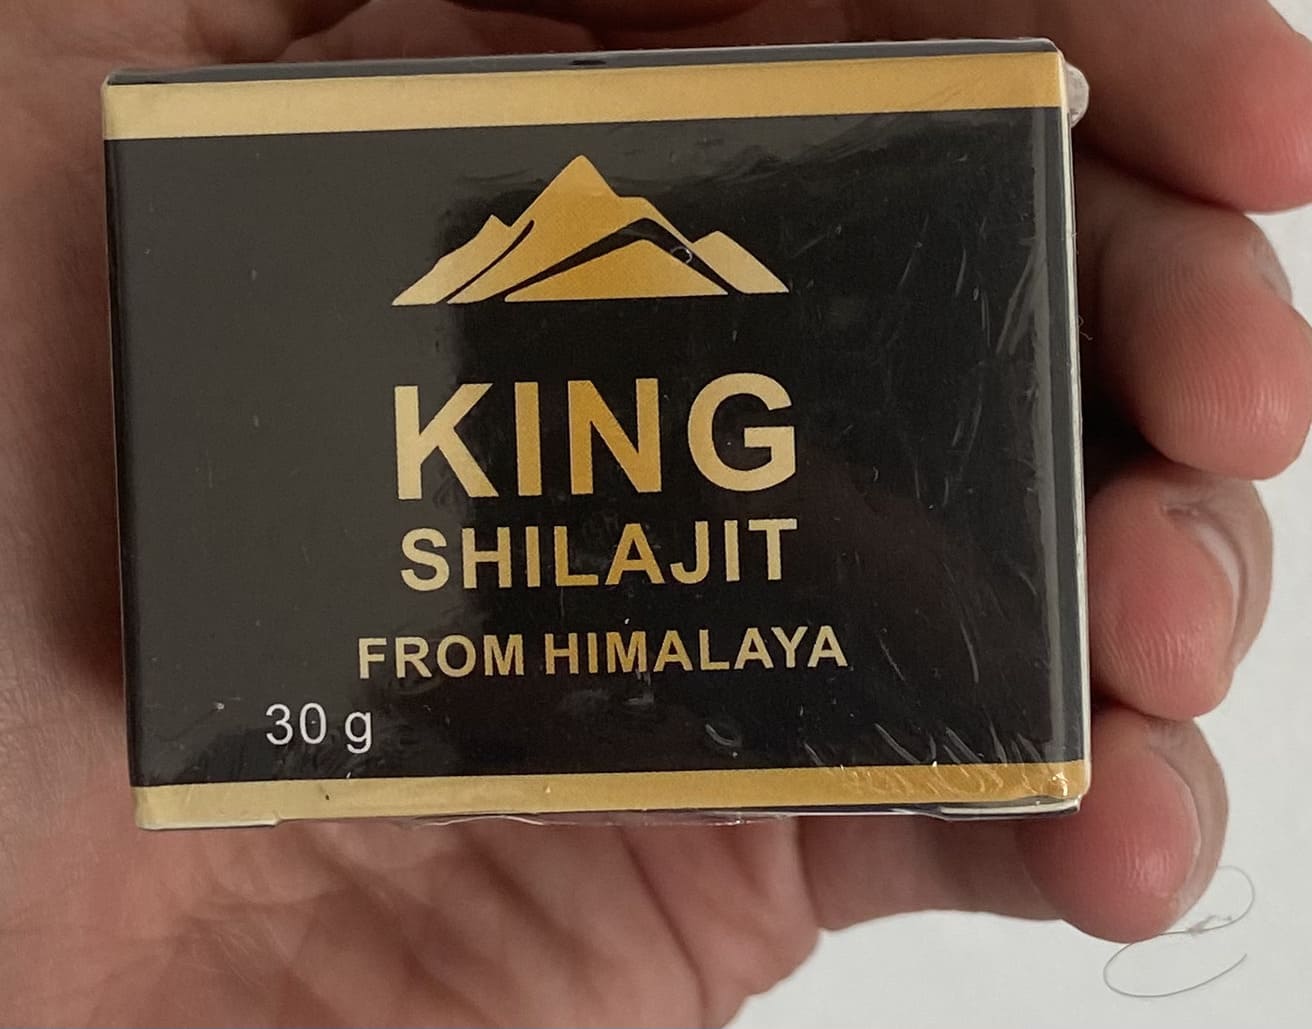 KING
SHILAJIT
FROM HIMALAYA
30 g